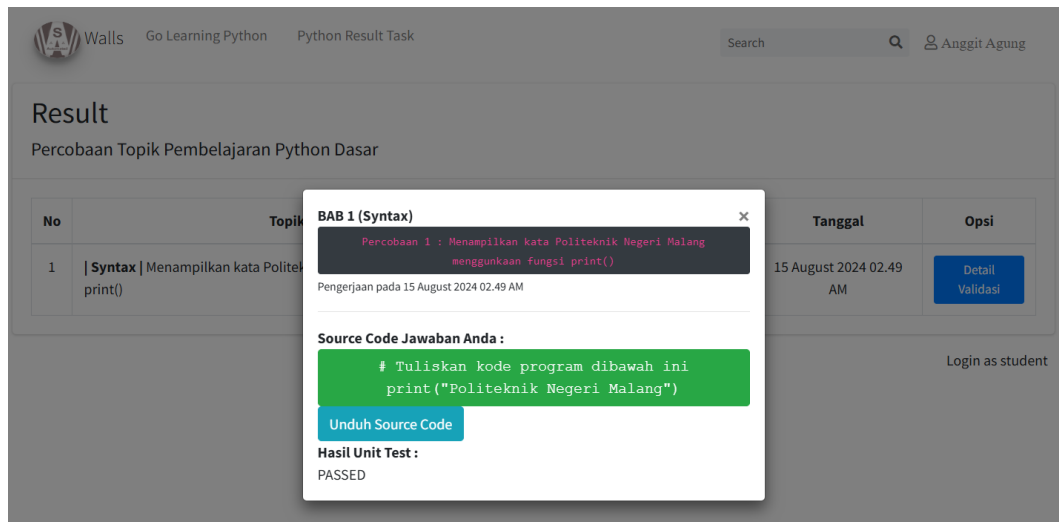 SA Walls Go Learning Python Python Result Task Search Anggit Agung
Result
Percobaan Topik Pembelajaran Python Dasar
No Topik Tanggal Opsi
1 | Syntax | Menampilkan kata Politek 15 August 2024 02.49 Detail
print() AM Validasi
BAB 1 (Syntax) ×
Percobaan 1 : Menampilkan kata Politeknik Negeri Malang
menggunkaan fungsi print()
Pengerjaan pada 15 August 2024 02.49 AM
Source Code Jawaban Anda :
# Tuliskan kode program dibawah ini
print("Politeknik Negeri Malang")
Unduh Source Code
Hasil Unit Test :
PASSED
Login as student